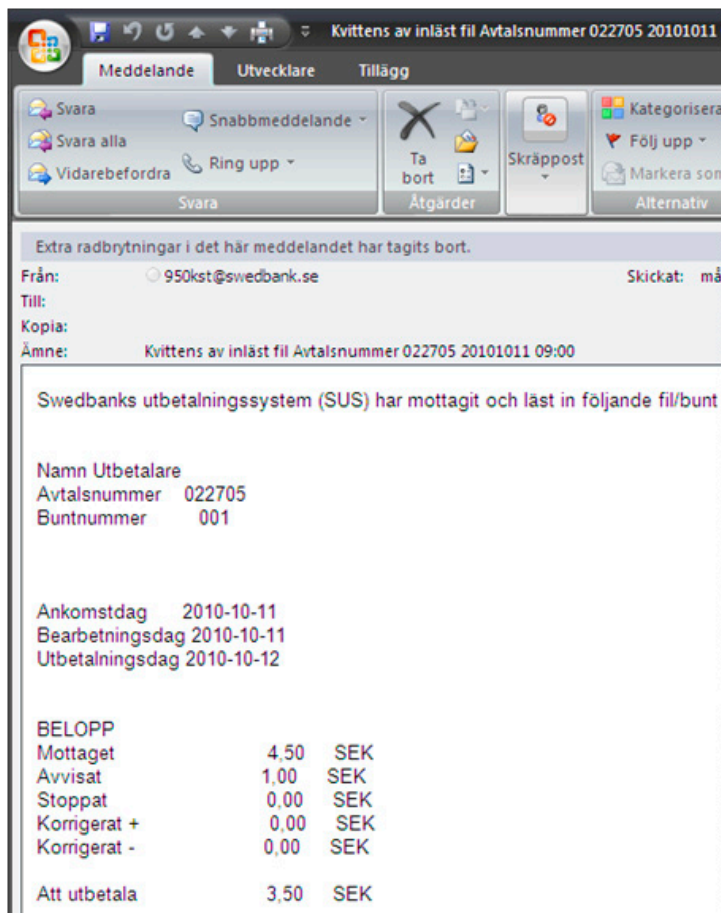 Kvittens av inläst fil Avtalsnummer 022705 20101011
Meddelande Utvecklare Tillägg
Svara
Svara alla
Vidarebefordra
Snabbmeddelande
Ring upp
Svara
Ta bort
Åtgärder
Skräppost
Kategorisera
Följ upp
Markera som
Alternativ
Extra radbrytningar i det här meddelandet har tagits bort.
Från: 950kst@swedbank.se Skickat: må
Till:
Kopia:
Ämne: Kvittens av inläst fil Avtalsnummer 022705 20101011 09:00
Swedbanks utbetalningssystem (SUS) har mottagit och läst in följande fil/bunt
Namn Utbetalare
Avtalsnummer 022705
Buntnummer 001
Ankomstdag 2010-10-11
Bearbetningsdag 2010-10-11
Utbetalningsdag 2010-10-12
BELOPP
Mottaget 4,50 SEK
Avvisat 1,00 SEK
Stoppat 0,00 SEK
Korrigerat + 0,00 SEK
Korrigerat - 0,00 SEK
Att utbetala 3,50 SEK